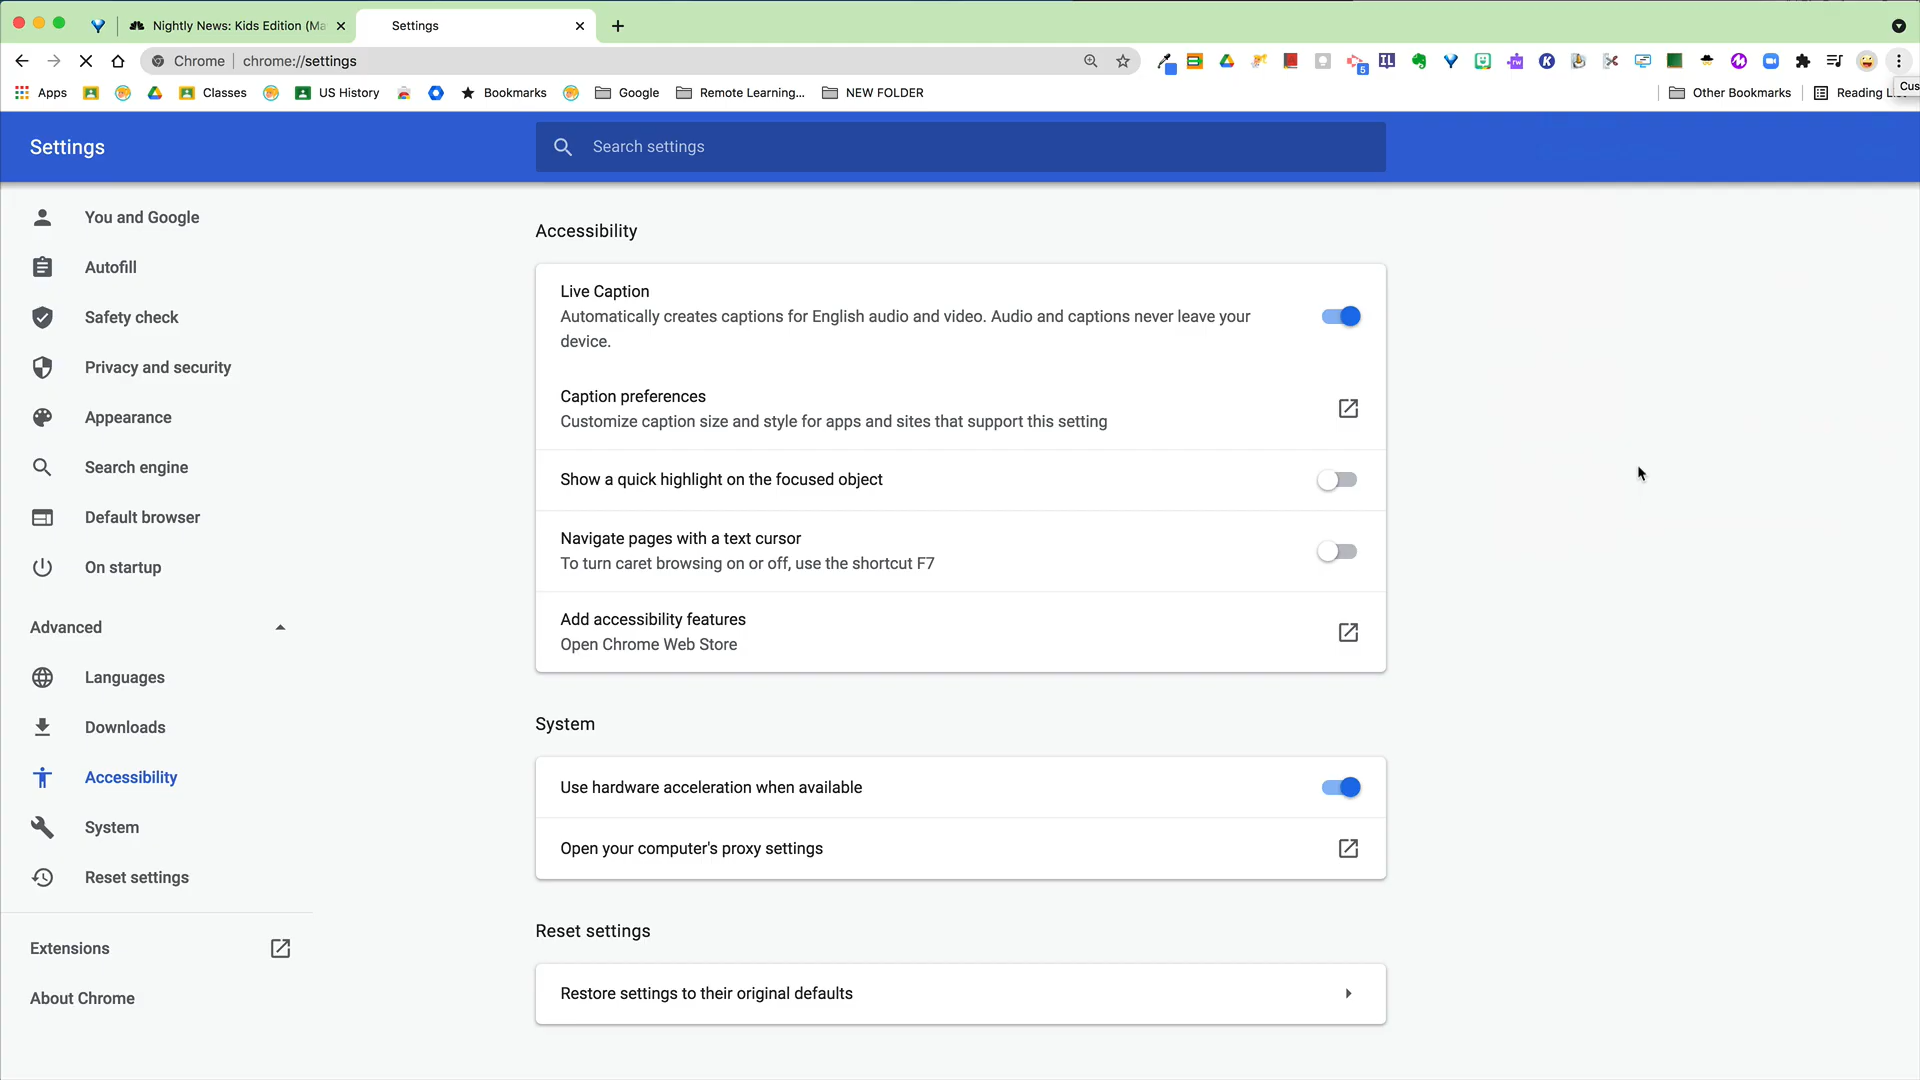 Nightly News: Kids Edition (Ma
Settings
Chrome
chrome://settings
5
IL
rw
K
Cus
Apps
Classes
US History
Bookmarks
Google
Remote Learning...
NEW FOLDER
Other Bookmarks
Reading Li
Settings
Search settings
You and Google
Autofill
Safety check
Privacy and security
Appearance
Search engine
Default browser
On startup
Advanced
Languages
Downloads
Accessibility
System
Reset settings
Extensions
About Chrome
Accessibility
Live Caption
Automatically creates captions for English audio and video. Audio and captions never leave your
device.
Caption preferences
Customize caption size and style for apps and sites that support this setting
Show a quick highlight on the focused object
Navigate pages with a text cursor
To turn caret browsing on or off, use the shortcut F7
Add accessibility features
Open Chrome Web Store
System
Use hardware acceleration when available
Open your computer's proxy settings
Reset settings
Restore settings to their original defaults